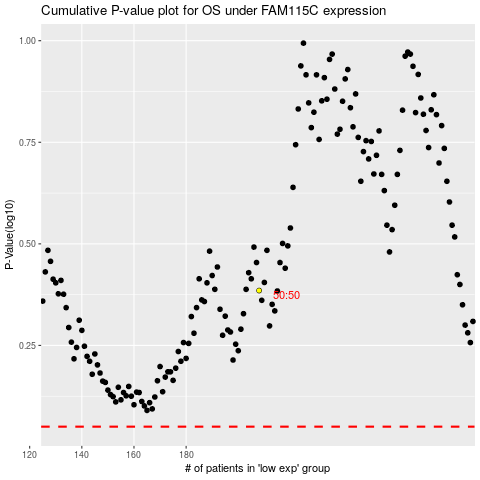 Cumulative P-value plot for OS under FAM115C expression
1.00
0.75
0.50
0.25
P-Value(log10)
50:50
120 140 160 180
# of patients in 'low exp' group